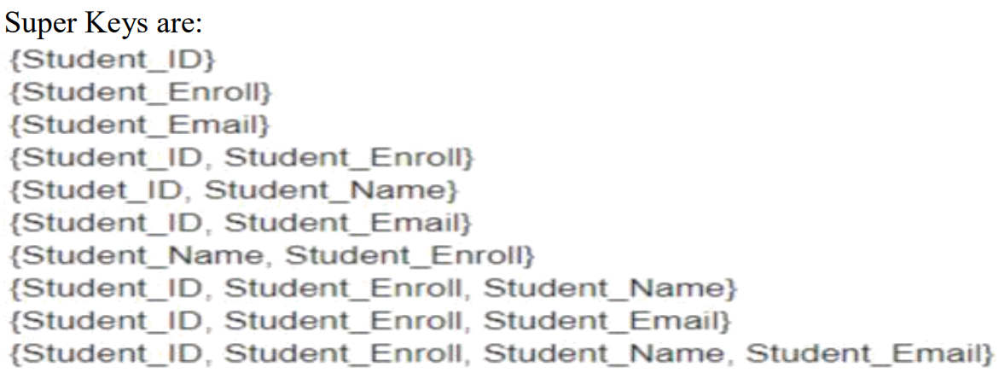 Super Keys are:
{Student_ID}
{Student_Enroll}
{Student_Email}
{Student_ID, Student_Enroll}
{Studet_ID, Student_Name}
{Student_ID, Student_Email}
{Student_Name, Student_Enroll}
{Student_ID, Student_Enroll, Student_Name}
{Student_ID, Student_Enroll, Student_Email}
{Student_ID, Student_Enroll, Student_Name, Student_Email}